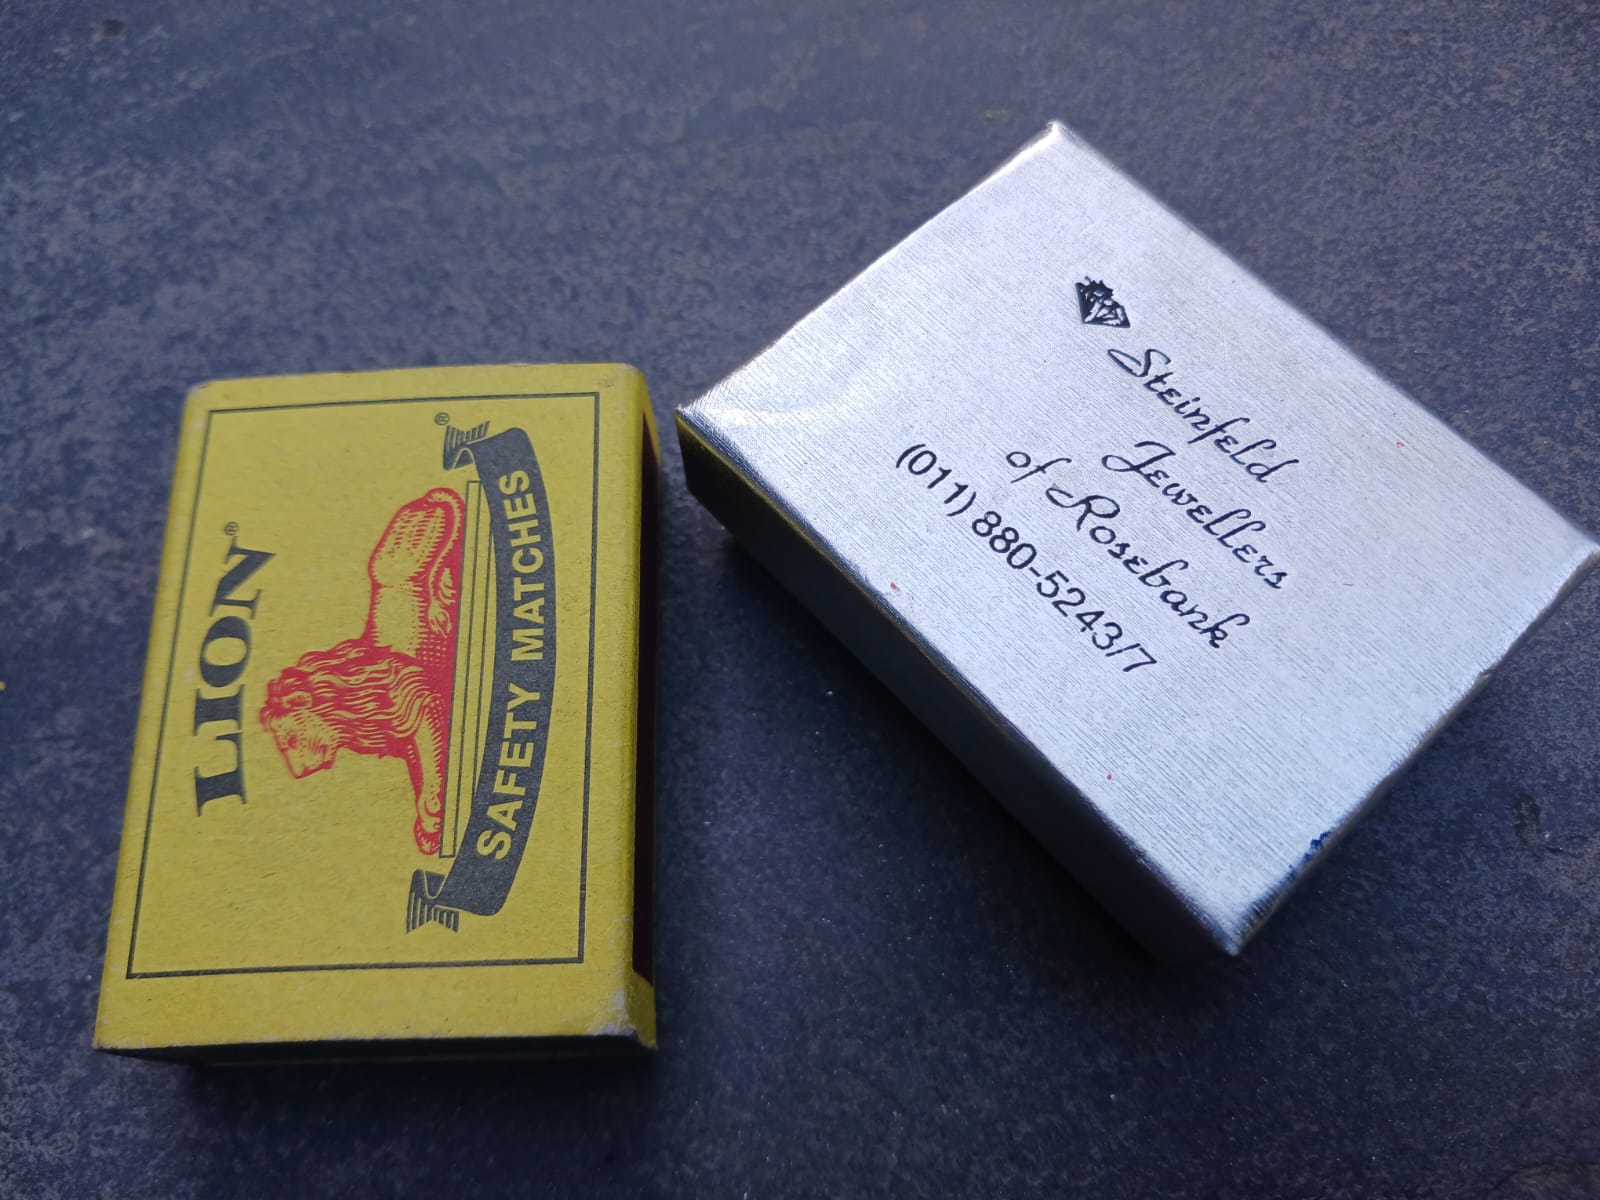 LION®
SAFETY MATCHES
®
Steinfeld
Jewellers
of Rosebank
(011) 880-5243/7